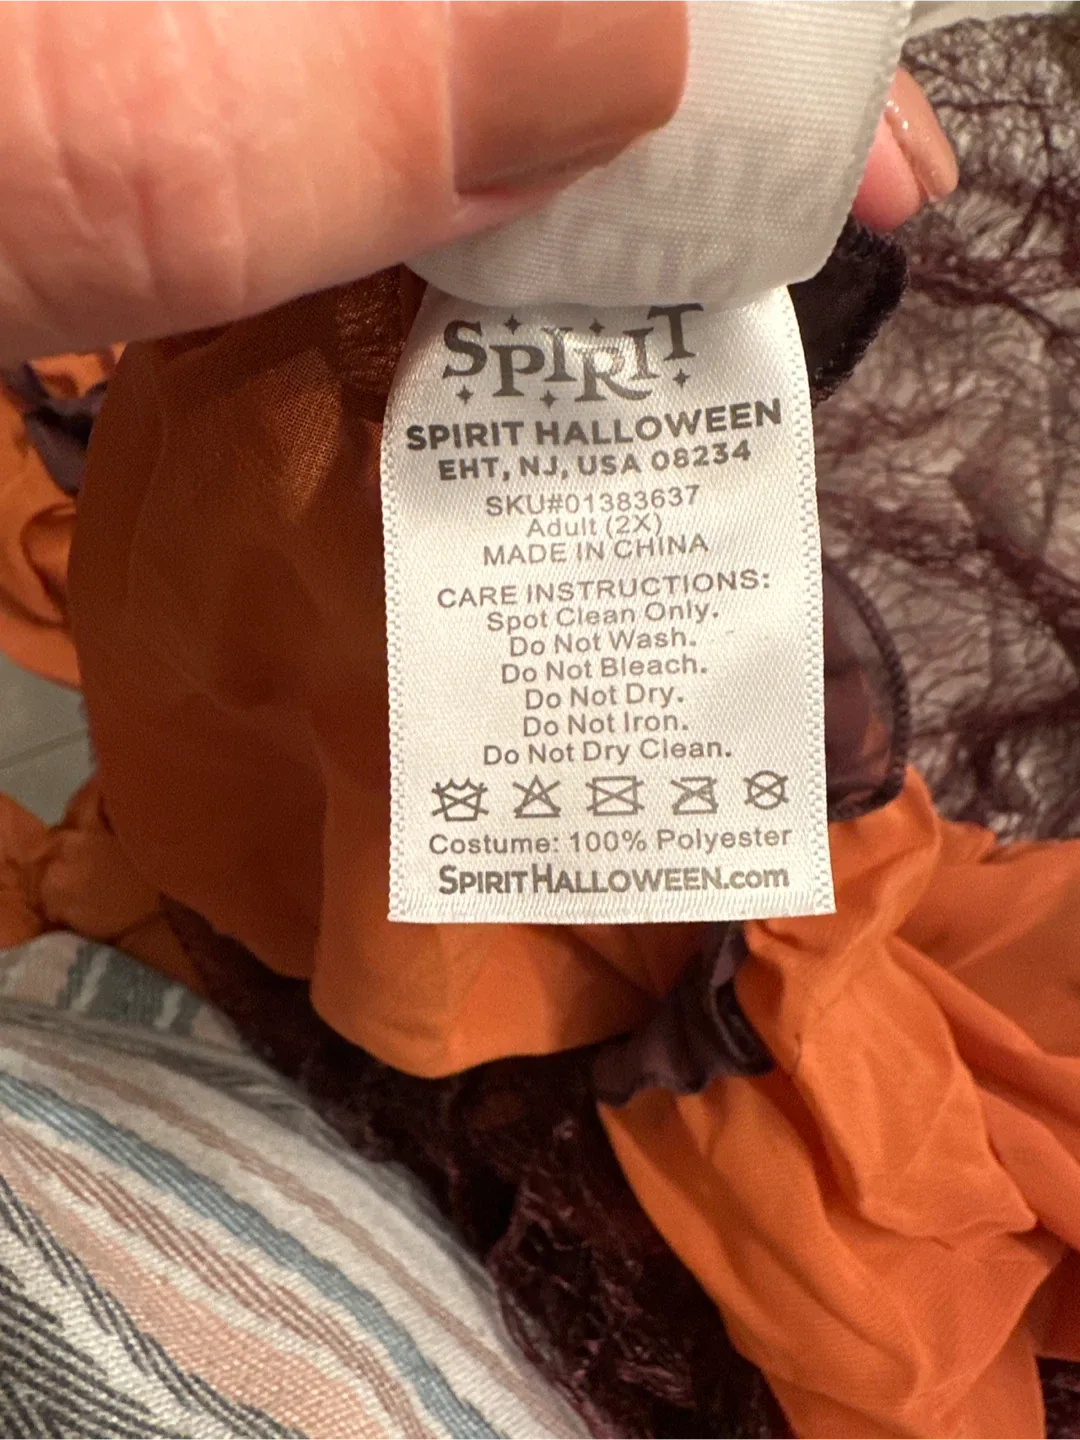 SPIRIT
SPIRIT HALLOWEEN
EHT, NJ, USA 08234
SKU#01383637
Adult (2X)
MADE IN CHINA
CARE INSTRUCTIONS:
Spot Clean Only.
Do Not Wash.
Do Not Bleach.
Do Not Dry.
Do Not Iron.
Do Not Dry Clean.
Costume: 100% Polyester
SPIRITHALLOWEEN.com